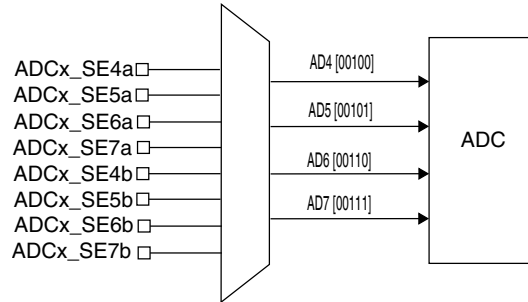 ADCx_SE4a
ADCx_SE5a
ADCx_SE6a
ADCx_SE7a
ADCx_SE4b
ADCx_SE5b
ADCx_SE6b
ADCx_SE7b
AD4 [00100]
AD5 [00101]
AD6 [00110]
AD7 [00111]
ADC